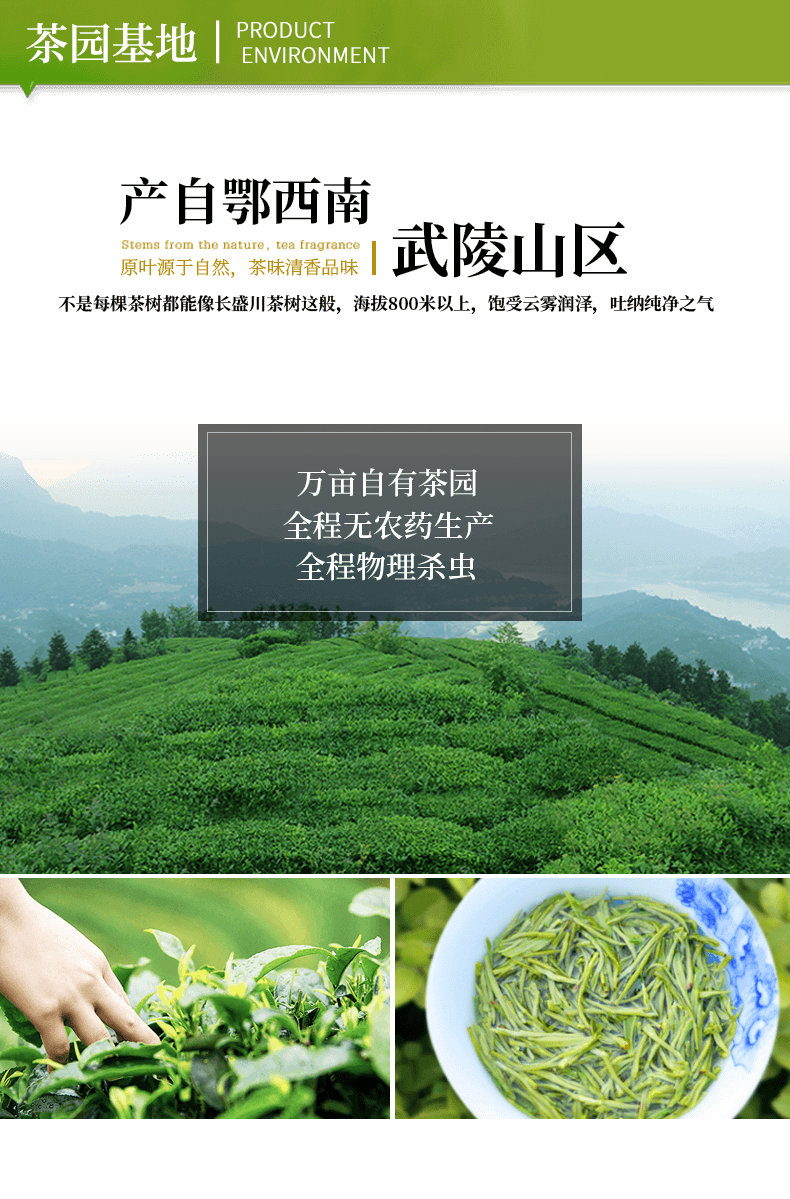 茶园基地
PRODUCT
ENVIRONMENT
产自鄂西南
Stems from the nature, tea fragrance
原叶源于自然，茶味清香品味
武陵山区
不是每棵茶树都能像长盛川茶树这般，海拔800米以上，饱受云雾润泽，吐纳纯净之气
万亩自有茶园
全程无农药生产
全程物理杀虫